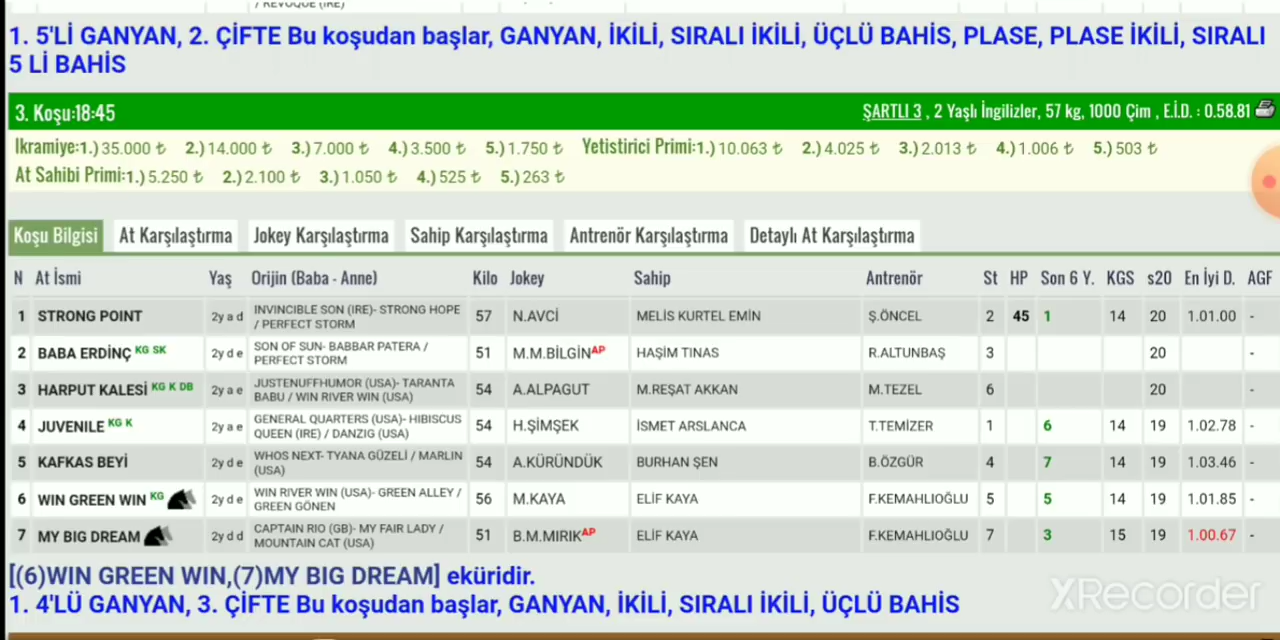 / REVOQUE (IRE)
1. 5'Lİ GANYAN, 2. ÇİFTE Bu koşudan başlar, GANYAN, İKİLİ, SIRALI İKİLİ, ÜÇLÜ BAHİS, PLASE, PLASE İKİLİ, SIRALI
5 Lİ BAHİS
3. Koşu:18:45 ŞARTLI 3 , 2 Yaşlı İngilizler, 57 kg, 1000 Çim , E.İ.D. : 0.58.81
Ikramiye:1.) 35.000 ₺ 2.) 14.000 ₺ 3.) 7.000 ₺ 4.) 3.500 ₺ 5.) 1.750 ₺ Yetistirici Primi:1.) 10.063 ₺ 2.) 4.025 ₺ 3.) 2.013 ₺ 4.) 1.006 ₺ 5.) 503 ₺
At Sahibi Primi:1.) 5.250 ₺ 2.) 2.100 ₺ 3.) 1.050 ₺ 4.) 525 ₺ 5.) 263 ₺
Koşu Bilgisi At Karşılaştırma Jokey Karşılaştırma Sahip Karşılaştırma Antrenör Karşılaştırma Detaylı At Karşılaştırma
N At İsmi Yaş Orijin (Baba - Anne) Kilo Jokey Sahip Antrenör St HP Son 6 Y. KGS s20 En İyi D. AGF
1 STRONG POINT 2y a d INVINCIBLE SON (IRE)- STRONG HOPE / PERFECT STORM 57 N.AVCİ MELİS KURTEL EMİN Ş.ÖNCEL 2 45 1 14 20 1.01.00 -
2 BABA ERDİNÇ KG SK 2y d e SON OF SUN- BABBAR PATERA / PERFECT STORM 51 M.M.BİLGİN AP HAŞİM TINAS R.ALTUNBAŞ 3 20 -
3 HARPUT KALESİ KG K DB 2y a e JUSTENUFFHUMOR (USA)- TARANTA BABU / WIN RIVER WIN (USA) 54 A.ALPAGUT M.REŞAT AKKAN M.TEZEL 6 20 -
4 JUVENILE KG K 2y a e GENERAL QUARTERS (USA)- HIBISCUS QUEEN (IRE) / DANZIG (USA) 54 H.ŞİMŞEK İSMET ARSLANCA T.TEMİZER 1 6 14 19 1.02.78 -
5 KAFKAS BEYİ 2y d e WHOS NEXT- TYANA GÜZELİ / MARLIN (USA) 54 A.KÜRÜNDÜK BURHAN ŞEN B.ÖZGÜR 4 7 14 19 1.03.46 -
6 WIN GREEN WIN KG 2y d e WIN RIVER WIN (USA)- GREEN ALLEY / GREEN GÖNEN 56 M.KAYA ELİF KAYA F.KEMAHLIOĞLU 5 5 14 19 1.01.85 -
7 MY BIG DREAM 2y d d CAPTAIN RIO (GB)- MY FAIR LADY / MOUNTAIN CAT (USA) 51 B.M.MIRIK AP ELİF KAYA F.KEMAHLIOĞLU 7 3 15 19 1.00.67 -
[(6)WIN GREEN WIN,(7)MY BIG DREAM] eküridir.
1. 4'LÜ GANYAN, 3. ÇİFTE Bu koşudan başlar, GANYAN, İKİLİ, SIRALI İKİLİ, ÜÇLÜ BAHİS
XRecorder